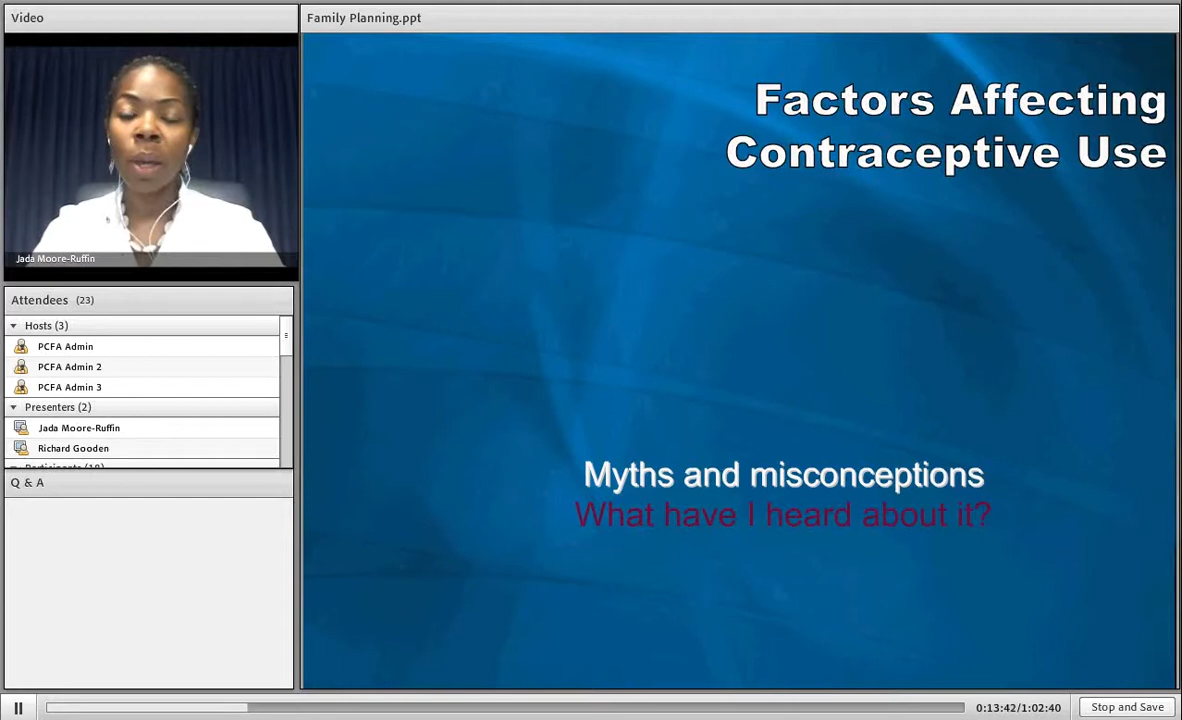 Video
Family Planning.ppt
Factors Affecting
Contraceptive Use
Jada Moore-Ruffin
Attendees (23)
Hosts (3)
PCFA Admin
PCFA Admin 2
PCFA Admin 3
Presenters (2)
Jada Moore-Ruffin
Richard Gooden
Q & A
Myths and misconceptions
What have I heard about it?
0:13:42/1:02:40
Stop and Save